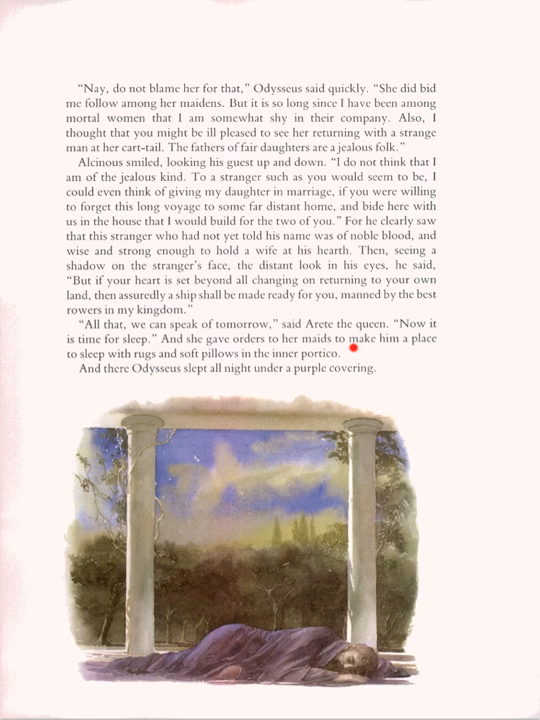 “Nay, do not blame her for that,” Odysseus said quickly. “She did bid
me follow among her maidens. But it is so long since I have been among
mortal women that I am somewhat shy in their company. Also, I
thought that you might be ill pleased to see her returning with a strange
man at her cart-tail. The fathers of fair daughters are a jealous folk.”
Alcinous smiled, looking his guest up and down. “I do not think that I
am of the jealous kind. To a stranger such as you would seem to be, I
could even think of giving my daughter in marriage, if you were willing
to forget this long voyage to some far distant home, and bide here with
us in the house that I would build for the two of you.” For he clearly saw
that this stranger who had not yet told his name was of noble blood, and
wise and strong enough to hold a wife at his hearth. Then, seeing a
shadow on the stranger’s face, the distant look in his eyes, he said,
“But if your heart is set beyond all changing on returning to your own
land, then assuredly a ship shall be made ready for you, manned by the best
rowers in my kingdom.”
“All that, we can speak of tomorrow,” said Arete the queen. “Now it
is time for sleep.” And she gave orders to her maids to make him a place
to sleep with rugs and soft pillows in the inner portico.
And there Odysseus slept all night under a purple covering.